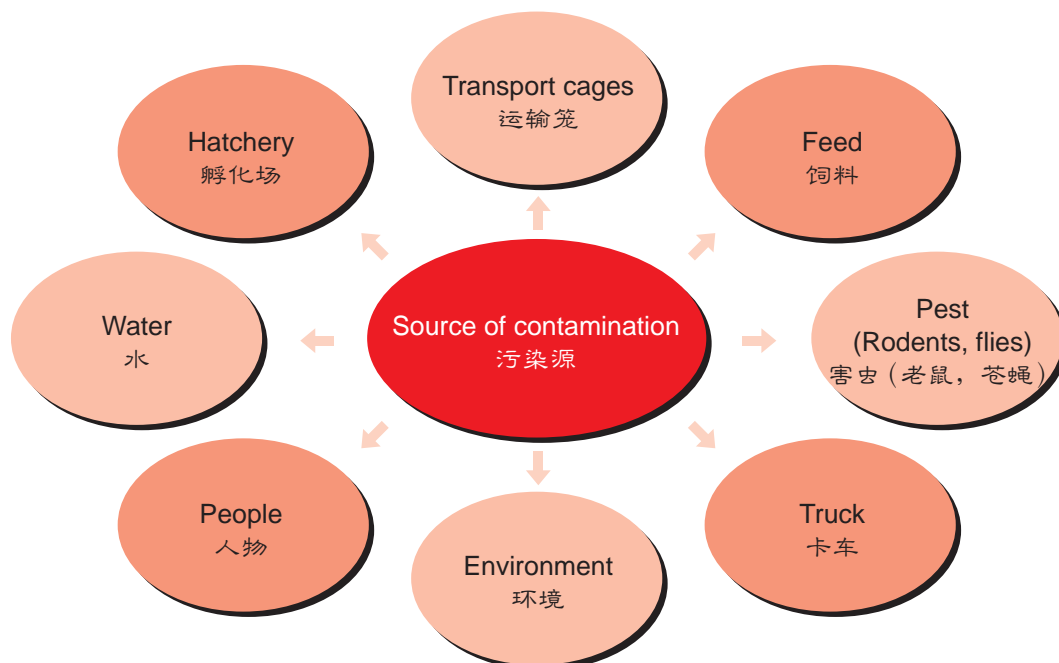 Transport cages
运输笼
Hatchery
孵化场
Feed
饲料
Water
水
Source of contamination
污染源
Pest
(Rodents, flies)
害虫（老鼠，苍蝇）
People
人物
Truck
卡车
Environment
环境